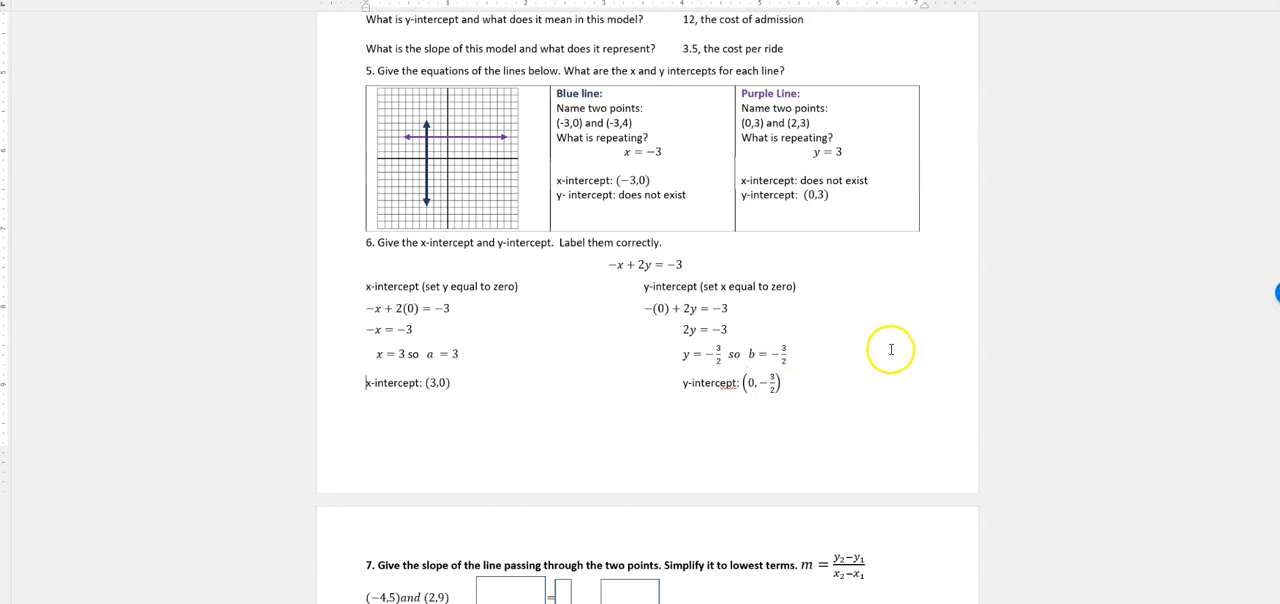 What is y-intercept and what does it mean in this model? 12, the cost of admission
What is the slope of this model and what does it represent? 3.5, the cost per ride
5. Give the equations of the lines below. What are the x and y intercepts for each line?
Blue line:
Name two points:
(-3,0) and (-3,4)
What is repeating?
x = −3
x-intercept: (−3,0)
y- intercept: does not exist
Purple Line:
Name two points:
(0,3) and (2,3)
What is repeating?
y = 3
x-intercept: does not exist
y-intercept: (0,3)
6. Give the x-intercept and y-intercept. Label them correctly.
−x + 2y = −3
x-intercept (set y equal to zero)
−x + 2(0) = −3
−x = −3
x = 3 so a = 3
x-intercept: (3,0)
y-intercept (set x equal to zero)
−(0) + 2y = −3
2y = −3
y = −3/2 so b = −3/2
y-intercept: (0, −3/2)
7. Give the slope of the line passing through the two points. Simplify it to lowest terms. m = y₂−y₁/x₂−x₁
(−4,5)and (2,9) =